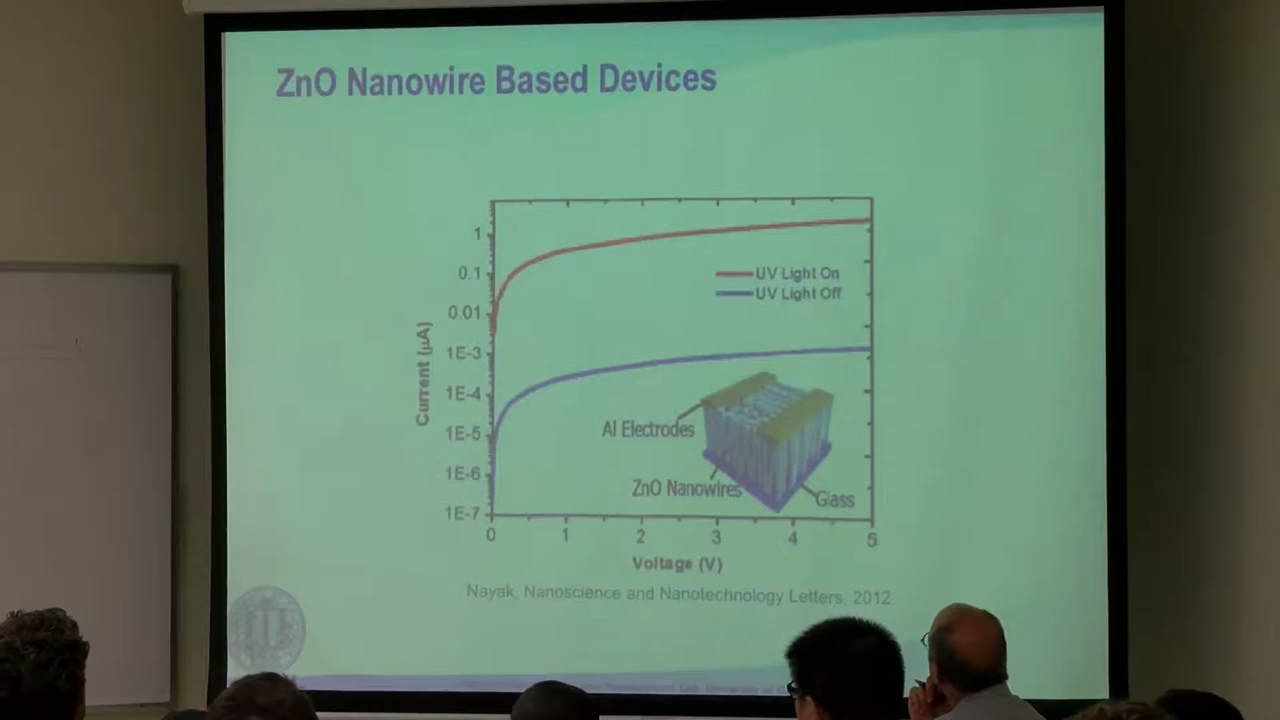 ZnO Nanowire Based Devices
1
0.1
0.01
1E-3
1E-4
1E-5
1E-6
1E-7
Current (μA)
UV Light On
UV Light Off
Al Electrodes
ZnO Nanowires
Glass
0 1 2 3 4 5
Voltage (V)
Nayak, Nanoscience and Nanotechnology Letters, 2012